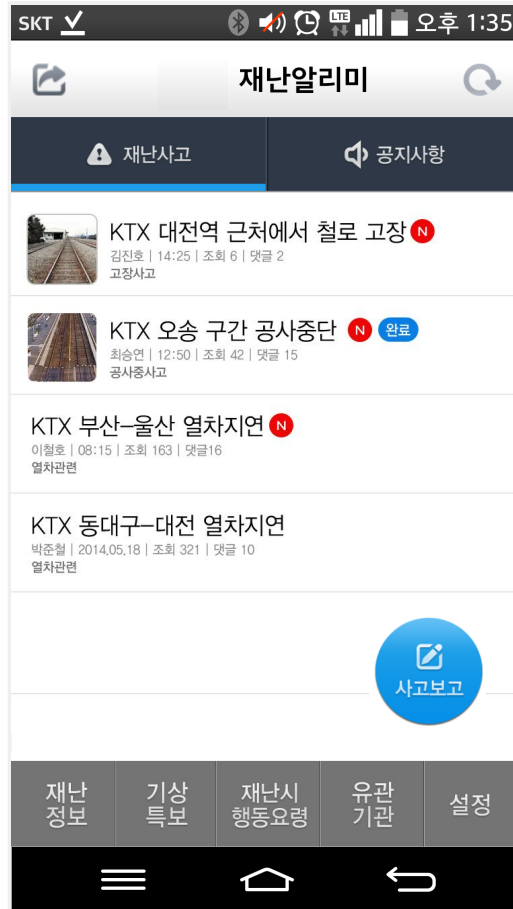 SKT LTE 오후 1:35
재난알리미
재난사고 공지사항
KTX 대전역 근처에서 철로 고장 N
김진호 | 14:25 | 조회 6 | 댓글 2
고장사고
KTX 오송 구간 공사중단 N 완료
최승연 | 12:50 | 조회 42 | 댓글 15
공사중사고
KTX 부산–울산 열차지연 N
이철호 | 08:15 | 조회 163 | 댓글16
열차관련
KTX 동대구–대전 열차지연
박준철 | 2014.05.18 | 조회 321 | 댓글 10
열차관련
사고보고
재난 기상 재난시 유관 설정
정보 특보 행동요령 기관